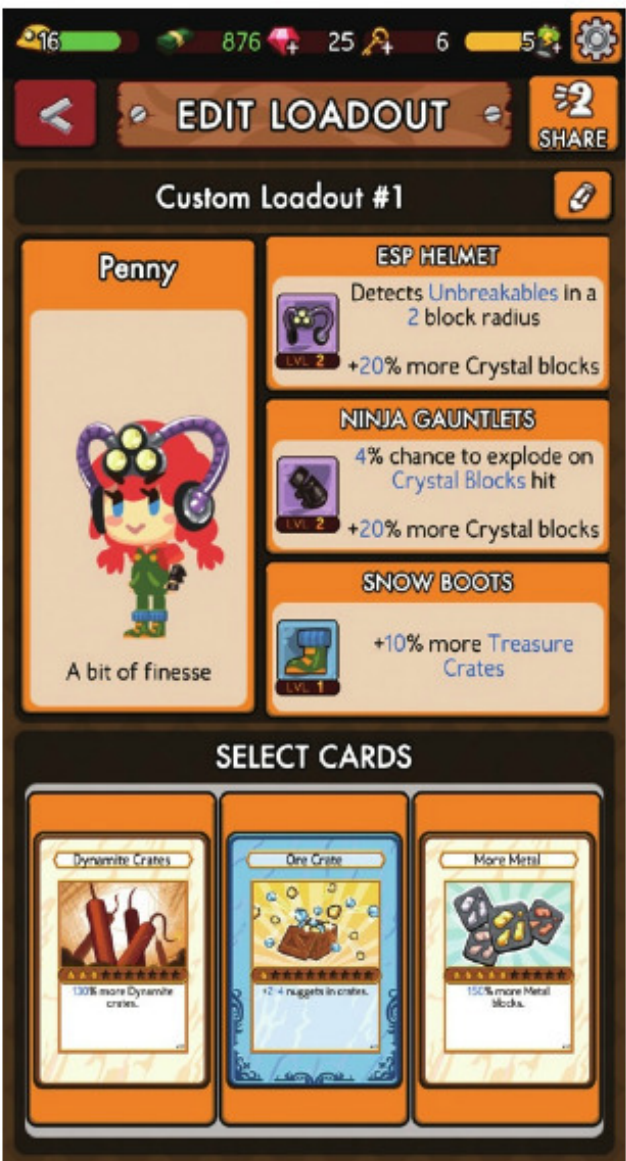 16 876 25 6 5
EDIT LOADOUT
SHARE
Custom Loadout #1
Penny
A bit of finesse
ESP HELMET
Detects Unbreakables in a
2 block radius
LVL 2
+20% more Crystal blocks
NINJA GAUNTLETS
4% chance to explode on
Crystal Blocks hit
LVL 2
+20% more Crystal blocks
SNOW BOOTS
+10% more Treasure
Crates
LVL 1
SELECT CARDS
Dynamite Crates
130% more Dynamite
crates.
Ore Crate
nuggets in crates.
More Metal
150% more Metal
blocks.